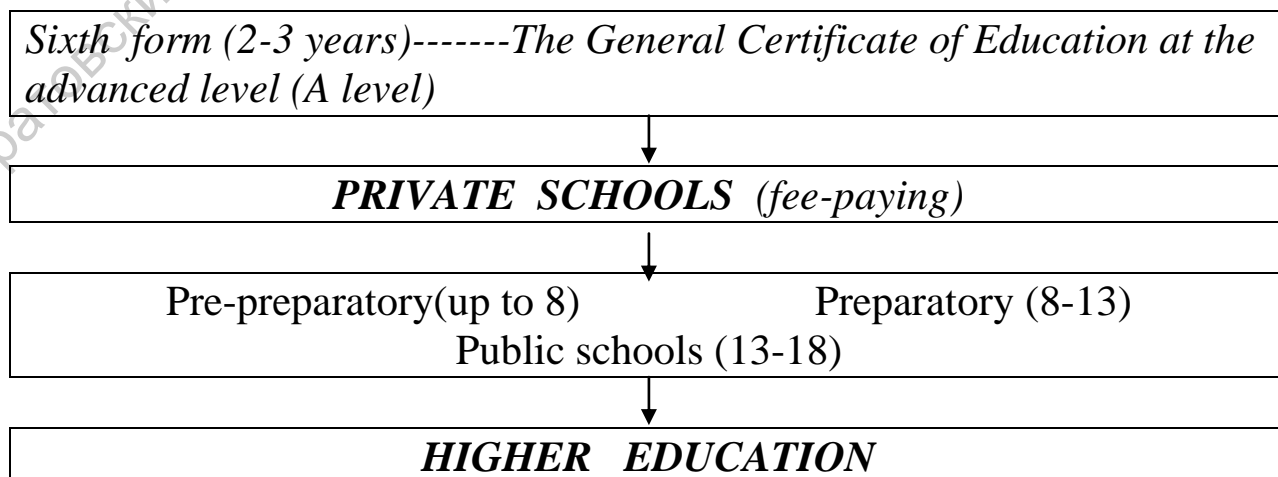 Sixth form (2-3 years)-------The General Certificate of Education at the
advanced level (A level)
PRIVATE SCHOOLS (fee-paying)
Pre-preparatory(up to 8) Preparatory (8-13)
Public schools (13-18)
HIGHER EDUCATION